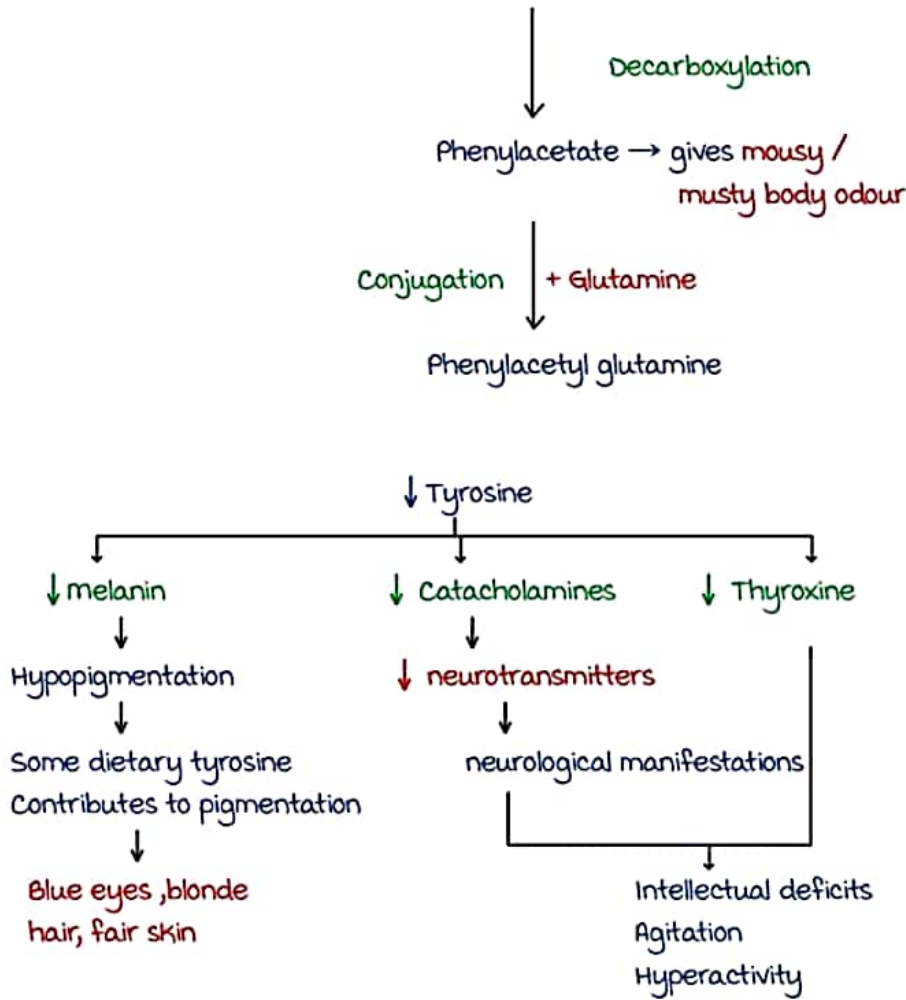 Decarboxylation
Phenylacetate → gives mousy /
musty body odour
Conjugation + Glutamine
Phenylacetyl glutamine
↓ Tyrosine
↓ melanin ↓ Catacholamines ↓ Thyroxine
Hypopigmentation ↓ neurotransmitters
Some dietary tyrosine neurological manifestations
Contributes to pigmentation
Blue eyes ,blonde Intellectual deficits
hair, fair skin Agitation
Hyperactivity